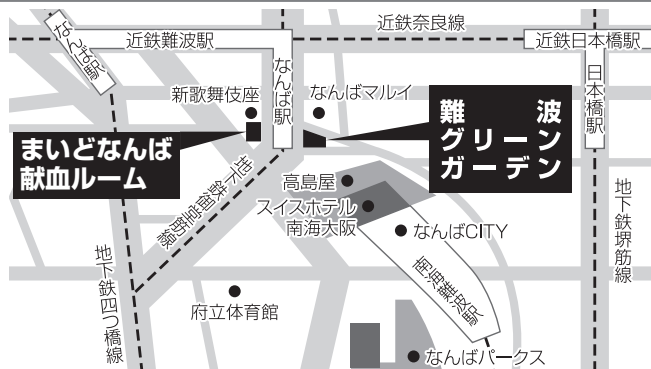 近鉄奈良線
なんば駅
近鉄難波駅
近鉄日本橋駅
なんば駅
日本橋駅
新歌舞伎座
なんばマルイ
難波
グリーン
ガーデン
まいどなんば
献血ルーム
地下鉄御堂筋線
高島屋
スイスホテル
南海大阪
なんばCITY
地下鉄堺筋線
南海難波駅
地下鉄四つ橋線
府立体育館
なんばパークス